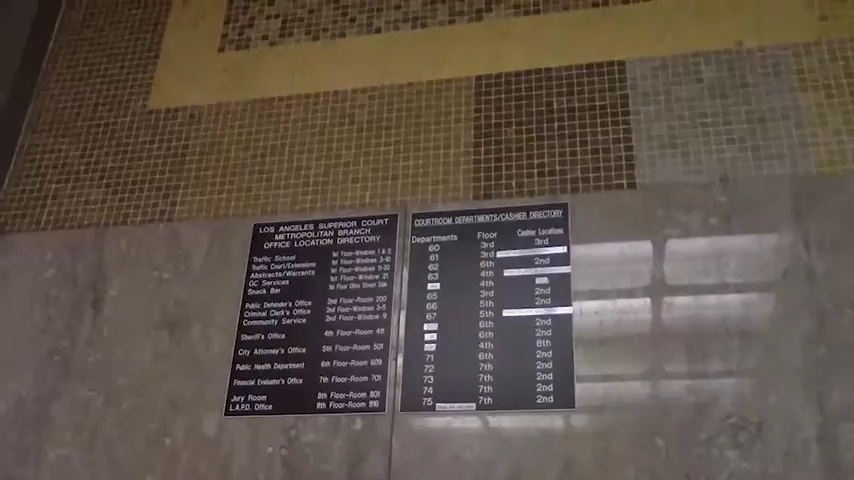 LOS ANGELES SUPERIOR COURT
METROPOLITAN BRANCH
OFFICE LOCATION DIRECTORY
Traffic School 1st Floor-Windows 1 & 2
Traffic Court/Extensions 1st Floor-Windows 3-10
Abstracts/Warrants 1st Floor-Windows 11-20
OC Services 1st Floor-Window 21
Snack Bar 1st Floor Olive Street Side
Public Defender's Office 2nd Floor-Room 200
Criminal Clerk's Office 2nd Floor-Windows 3-5
Community Service 2nd Floor-Window 9
Sheriff's Office 4th Floor-Room 411
City Attorney's Office 5th Floor-Room 501
Public Health Department 6th Floor-Room 609
Financial Evaluator's Office 7th Floor-Room 701
Jury Room 8th Floor-Room 801
L.A.P.D. Office 8th Floor-Room 816
COURTROOM DEPARTMENTS/CASHIER DIRECTORY
Departments Floor Cashier Locations
60 3rd 3rd
61 3rd
62 6th 2nd
63 4th
4th
65 3rd 2nd
66 5th 2nd
67 5th
6th 2nd
4th 8th
71 6th 2nd
72 7th 2nd
73 7th 2nd
74 7th 2nd
75 7th 2nd